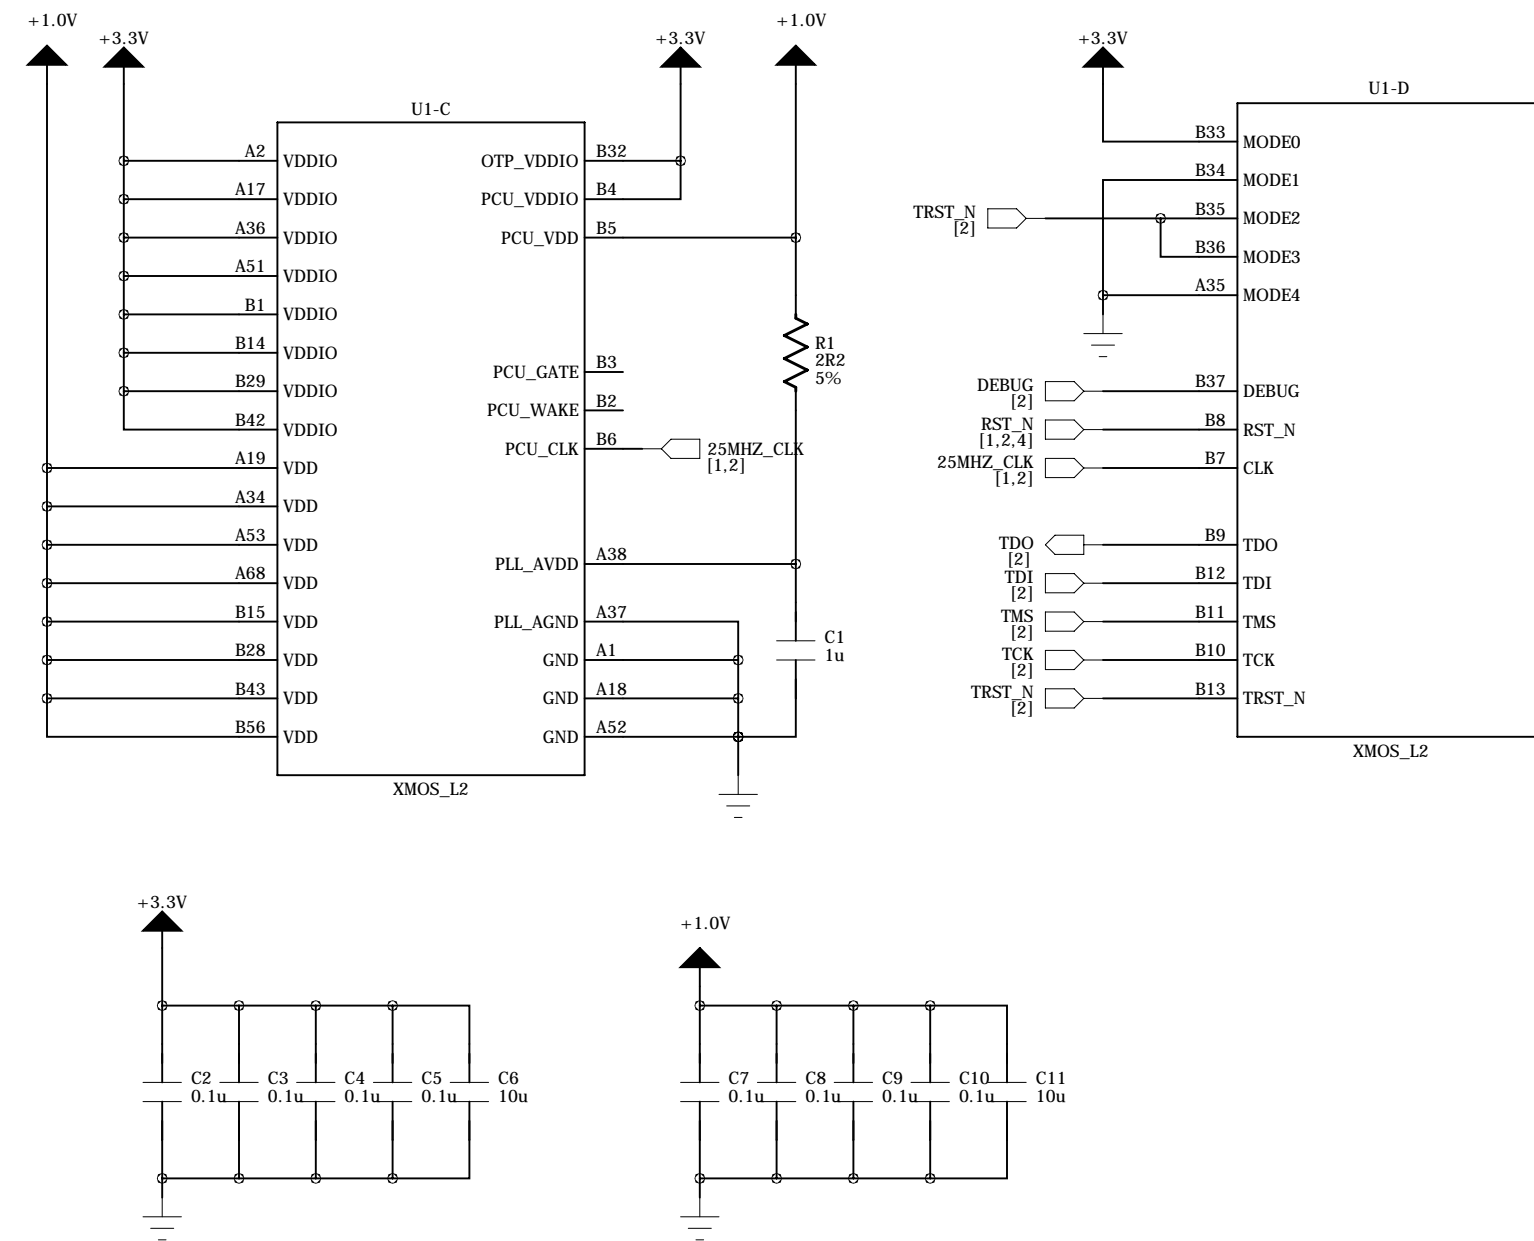 +1.0V
+3.3V
+3.3V
+1.0V
+3.3V
U1-C
U1-D
A2 VDDIO
A17 VDDIO
A36 VDDIO
A51 VDDIO
B1 VDDIO
B14 VDDIO
B29 VDDIO
B42 VDDIO
A19 VDD
A34 VDD
A53 VDD
A68 VDD
B15 VDD
B28 VDD
B43 VDD
B56 VDD
OTP_VDDIO B32
PCU_VDDIO B4
PCU_VDD B5
PCU_GATE B3
PCU_WAKE B2
PCU_CLK B6
25MHZ_CLK
[1,2]
PLL_AVDD A38
PLL_AGND A37
GND A1
GND A18
GND A52
XMOS_L2
R1
2R2
5%
C1
1u
B33 MODE0
B34 MODE1
TRST_N
[2]
B35 MODE2
B36 MODE3
A35 MODE4
DEBUG
[2]
B37 DEBUG
RST_N
[1,2,4]
B8 RST_N
25MHZ_CLK
[1,2]
B7 CLK
TDO
[2]
B9 TDO
TDI
[2]
B12 TDI
TMS
[2]
B11 TMS
TCK
[2]
B10 TCK
TRST_N
[2]
B13 TRST_N
XMOS_L2
+3.3V
C2
0.1u
C3
0.1u
C4
0.1u
C5
0.1u
C6
10u
+1.0V
C7
0.1u
C8
0.1u
C9
0.1u
C10
0.1u
C11
10u